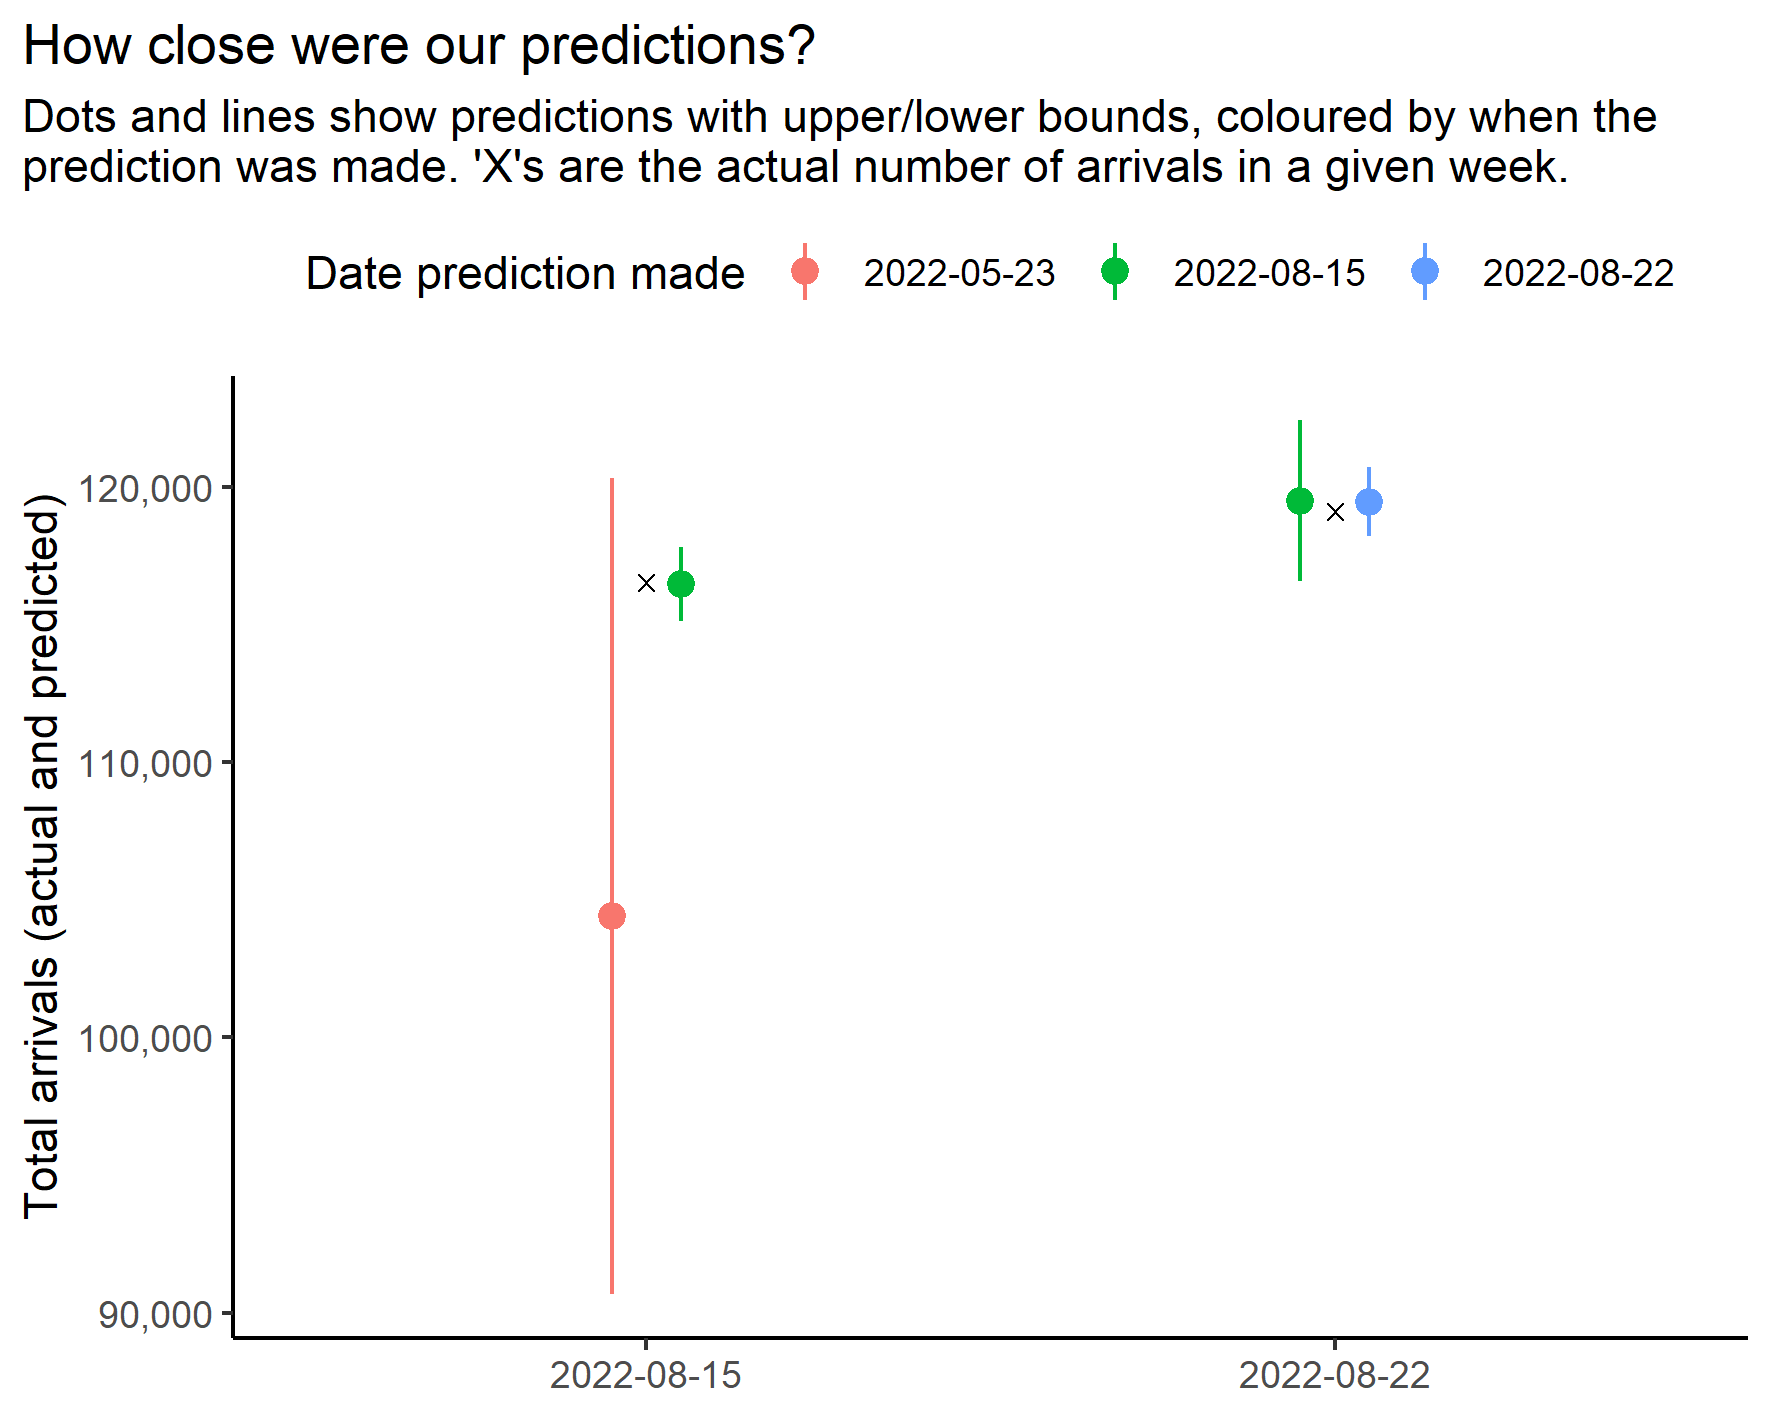 How close were our predictions?
Dots and lines show predictions with upper/lower bounds, coloured by when the
prediction was made. 'X's are the actual number of arrivals in a given week.
Date prediction made 2022-05-23 2022-08-15 2022-08-22
Total arrivals (actual and predicted)
120,000
110,000
100,000
90,000
2022-08-15 2022-08-22